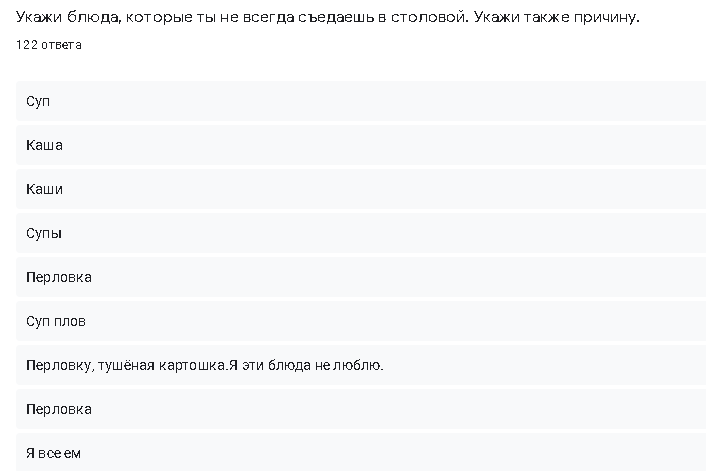 Укажи блюда, которые ты не всегда съедаешь в столовой. Укажи также причину.
122 ответа
Суп
Каша
Каши
Супы
Перловка
Суп плов
Перловку, тушёная картошка.Я эти блюда не люблю.
Перловка
Я все ем